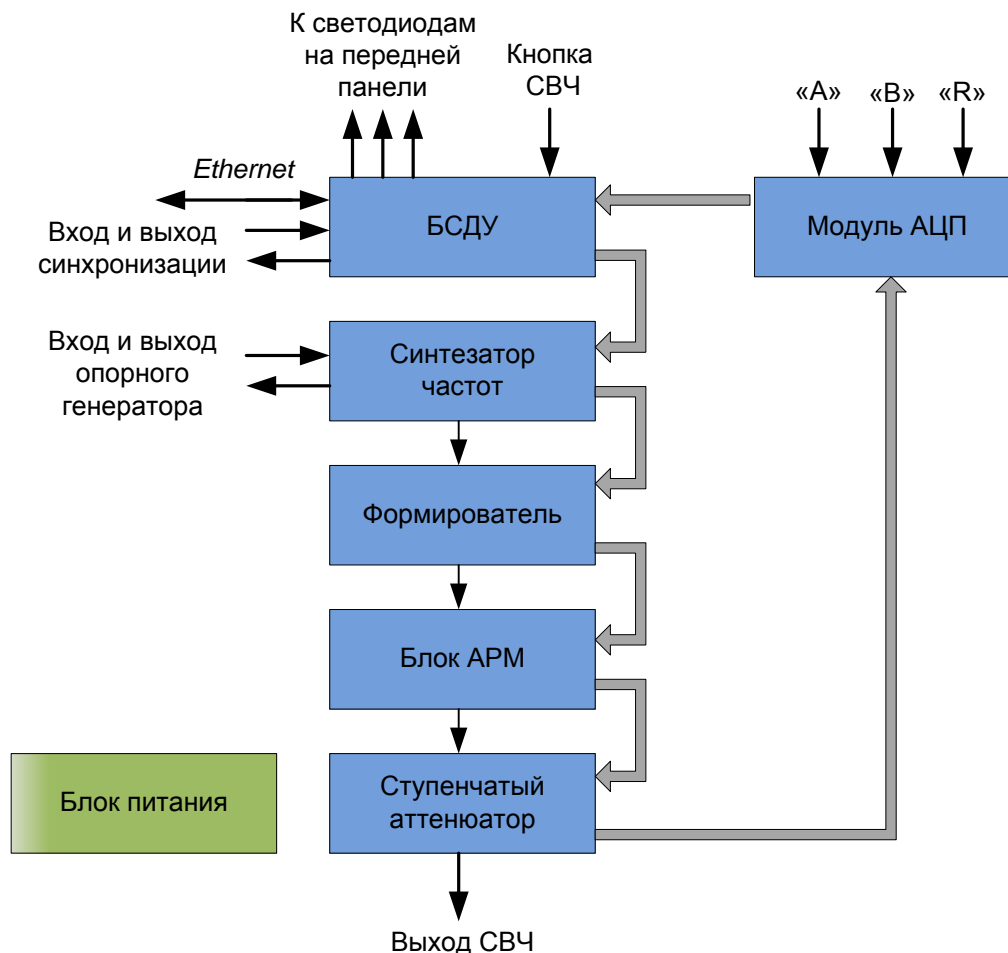 К светодиодам
на передней
панели
Кнопка
СВЧ
«A»
«B»
«R»
Ethernet
БСДУ
Модуль АЦП
Вход и выход
синхронизации
Вход и выход
опорного
генератора
Синтезатор
частот
Формирователь
Блок АРМ
Блок питания
Ступенчатый
аттенюатор
Выход СВЧ